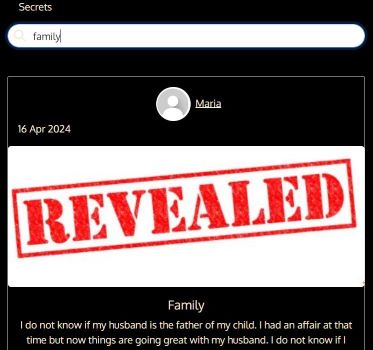 Secrets
family
Maria
16 Apr 2024
REVEALED
Family
I do not know if my husband is the father of my child. I had an affair at that
time but now things are going great with my husband. I do not know if I